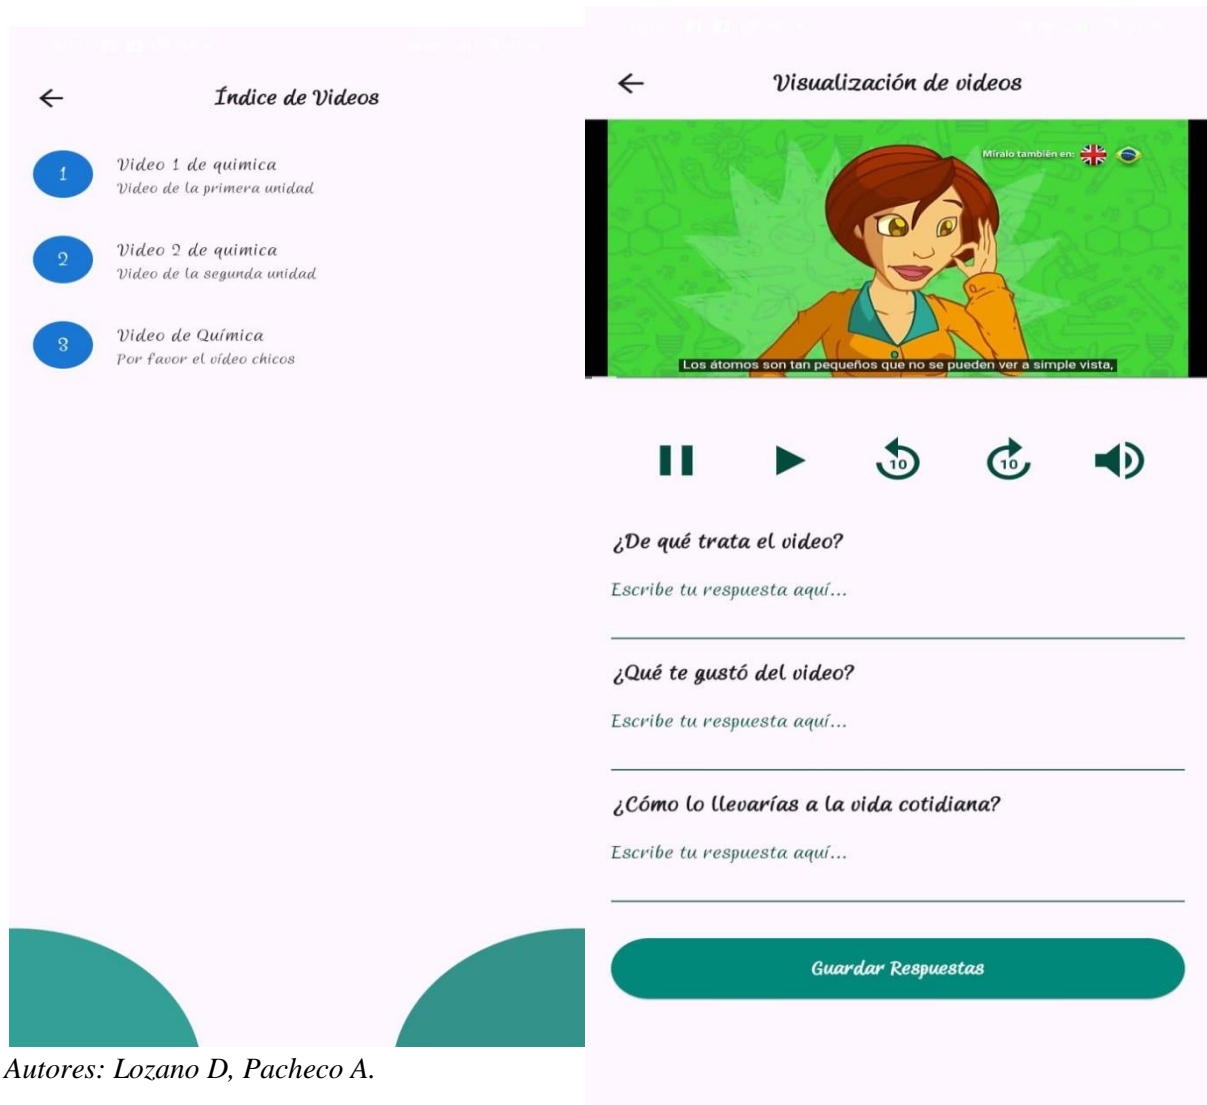 Índice de Videos
1
Video 1 de quimica
Video de la primera unidad
2
Video 2 de quimica
Video de la segunda unidad
3
Video de Química
Por favor el vídeo chicos
Autores: Lozano D, Pacheco A.
Visualización de videos
Míralo también en:
Los átomos son tan pequeños que no se pueden ver a simple vista,
10
10
¿De qué trata el video?
Escribe tu respuesta aquí...
¿Qué te gustó del video?
Escribe tu respuesta aquí...
¿Cómo lo llevarías a la vida cotidiana?
Escribe tu respuesta aquí...
Guardar Respuestas